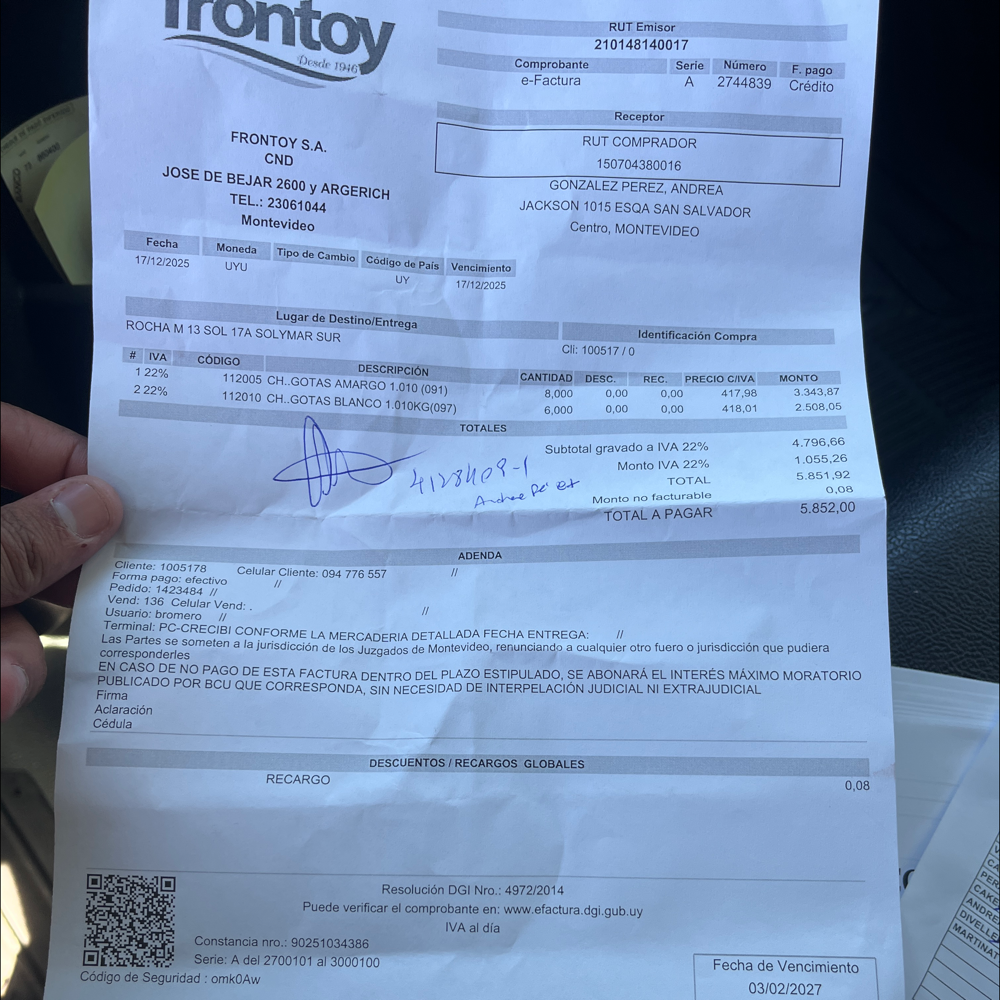 frontoy
Desde 1946
RUT Emisor
210148140017
Comprobante Serie Número F. pago
e-Factura A 2744839 Crédito
Receptor
RUT COMPRADOR
150704380016
GONZALEZ PEREZ, ANDREA
JACKSON 1015 ESQA SAN SALVADOR
Centro, MONTEVIDEO
FRONTOY S.A.
CND
JOSE DE BEJAR 2600 y ARGERICH
TEL.: 23061044
Montevideo
Fecha Moneda Tipo de Cambio Código de País Vencimiento
17/12/2025 UYU UY 17/12/2025
Lugar de Destino/Entrega
ROCHA M 13 SOL 17A SOLYMAR SUR
Identificación Compra
Cli: 100517 / 0
# IVA CÓDIGO DESCRIPCIÓN CANTIDAD DESC. REC. PRECIO C/IVA MONTO
1 22% 112005 CH..GOTAS AMARGO 1.010 (091) 8,000 0,00 0,00 417,98 3.343,87
2 22% 112010 CH..GOTAS BLANCO 1.010KG(097) 6,000 0,00 0,00 418,01 2.508,05
TOTALES
Subtotal gravado a IVA 22% 4.796,66
Monto IVA 22% 1.055,26
TOTAL 5.851,92
Monto no facturable 0,08
TOTAL A PAGAR 5.852,00
4128409-1
ADENDA
Cliente: 1005178 Celular Cliente: 094 776 557 //
Forma pago: efectivo //
Pedido: 1423484 //
Vend: 136 Celular Vend: . //
Usuario: bromero //
Terminal: PC-CRECIBI CONFORME LA MERCADERIA DETALLADA FECHA ENTREGA: //
Las Partes se someten a la jurisdicción de los Juzgados de Montevideo, renunciando a cualquier otro fuero o jurisdicción que pudiera
corresponderles
EN CASO DE NO PAGO DE ESTA FACTURA DENTRO DEL PLAZO ESTIPULADO, SE ABONARÁ EL INTERÉS MÁXIMO MORATORIO
PUBLICADO POR BCU QUE CORRESPONDA, SIN NECESIDAD DE INTERPELACIÓN JUDICIAL NI EXTRAJUDICIAL
Firma
Aclaración
Cédula
DESCUENTOS / RECARGOS GLOBALES
RECARGO 0,08
Resolución DGI Nro.: 4972/2014
Puede verificar el comprobante en: www.efactura.dgi.gub.uy
IVA al día
Constancia nro.: 90251034386
Serie: A del 2700101 al 3000100
Código de Seguridad : omk0Aw
Fecha de Vencimiento
03/02/2027